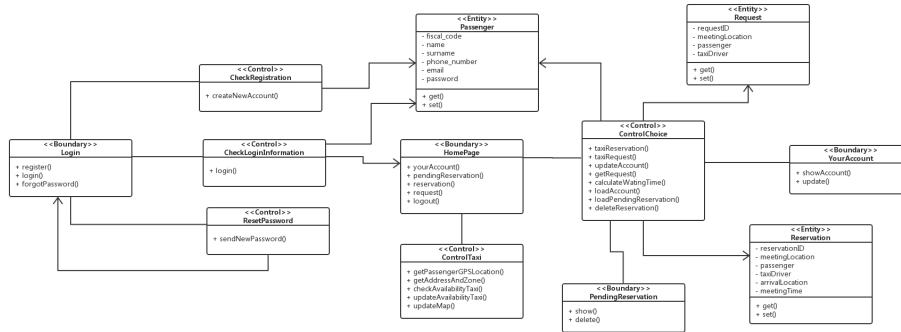 <<Entity>>
Passenger
- fiscal_code
- name
- surname
- phone_number
- email
- password
+ get()
+ set()
<<Entity>>
Request
- requestID
- meetingLocation
- passenger
- taxiDriver
+ get()
+ set()
<<Control>>
CheckRegistration
+ createNewAccount()
<<Boundary>>
Login
+ register()
+ login()
+ forgotPassword()
<<Control>>
CheckLoginInformation
+ login()
<<Boundary>>
HomePage
+ yourAccount()
+ pendingReservation()
+ reservation()
+ request()
+ logout()
<<Control>>
ControlChoice
+ taxiReservation()
+ taxiRequest()
+ updateAccount()
+ getRequest()
+ calculateWatingTime()
+ loadAccount()
+ loadPendingReservation()
+ deleteReservation()
<<Boundary>>
YourAccount
+ showAccount()
+ update()
<<Control>>
ResetPassword
+ sendNewPassword()
<<Control>>
ControlTaxi
+ getPassengerGPSLocation()
+ getAddressAndZone()
+ checkAvailabilityTaxi()
+ updateAvailabilityTaxi()
+ updateMap()
<<Entity>>
Reservation
- reservationID
- meetingLocation
- passenger
- taxiDriver
- arrivalLocation
- meetingTime
+ get()
+ set()
<<Boundary>>
PendingReservation
+ show()
+ delete()